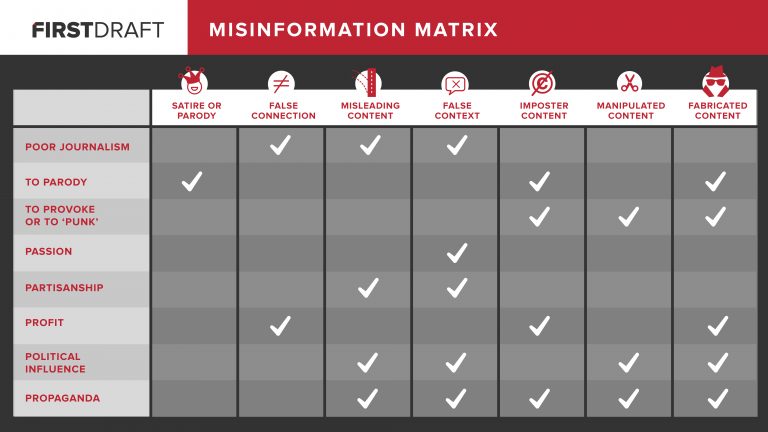 FIRSTDRAFT
MISINFORMATION MATRIX
SATIRE OR
PARODY
FALSE
CONNECTION
MISLEADING
CONTENT
FALSE
CONTEXT
IMPOSTER
CONTENT
MANIPULATED
CONTENT
FABRICATED
CONTENT
POOR JOURNALISM
TO PARODY
TO PROVOKE
OR TO ‘PUNK’
PASSION
PARTISANSHIP
PROFIT
POLITICAL
INFLUENCE
PROPAGANDA